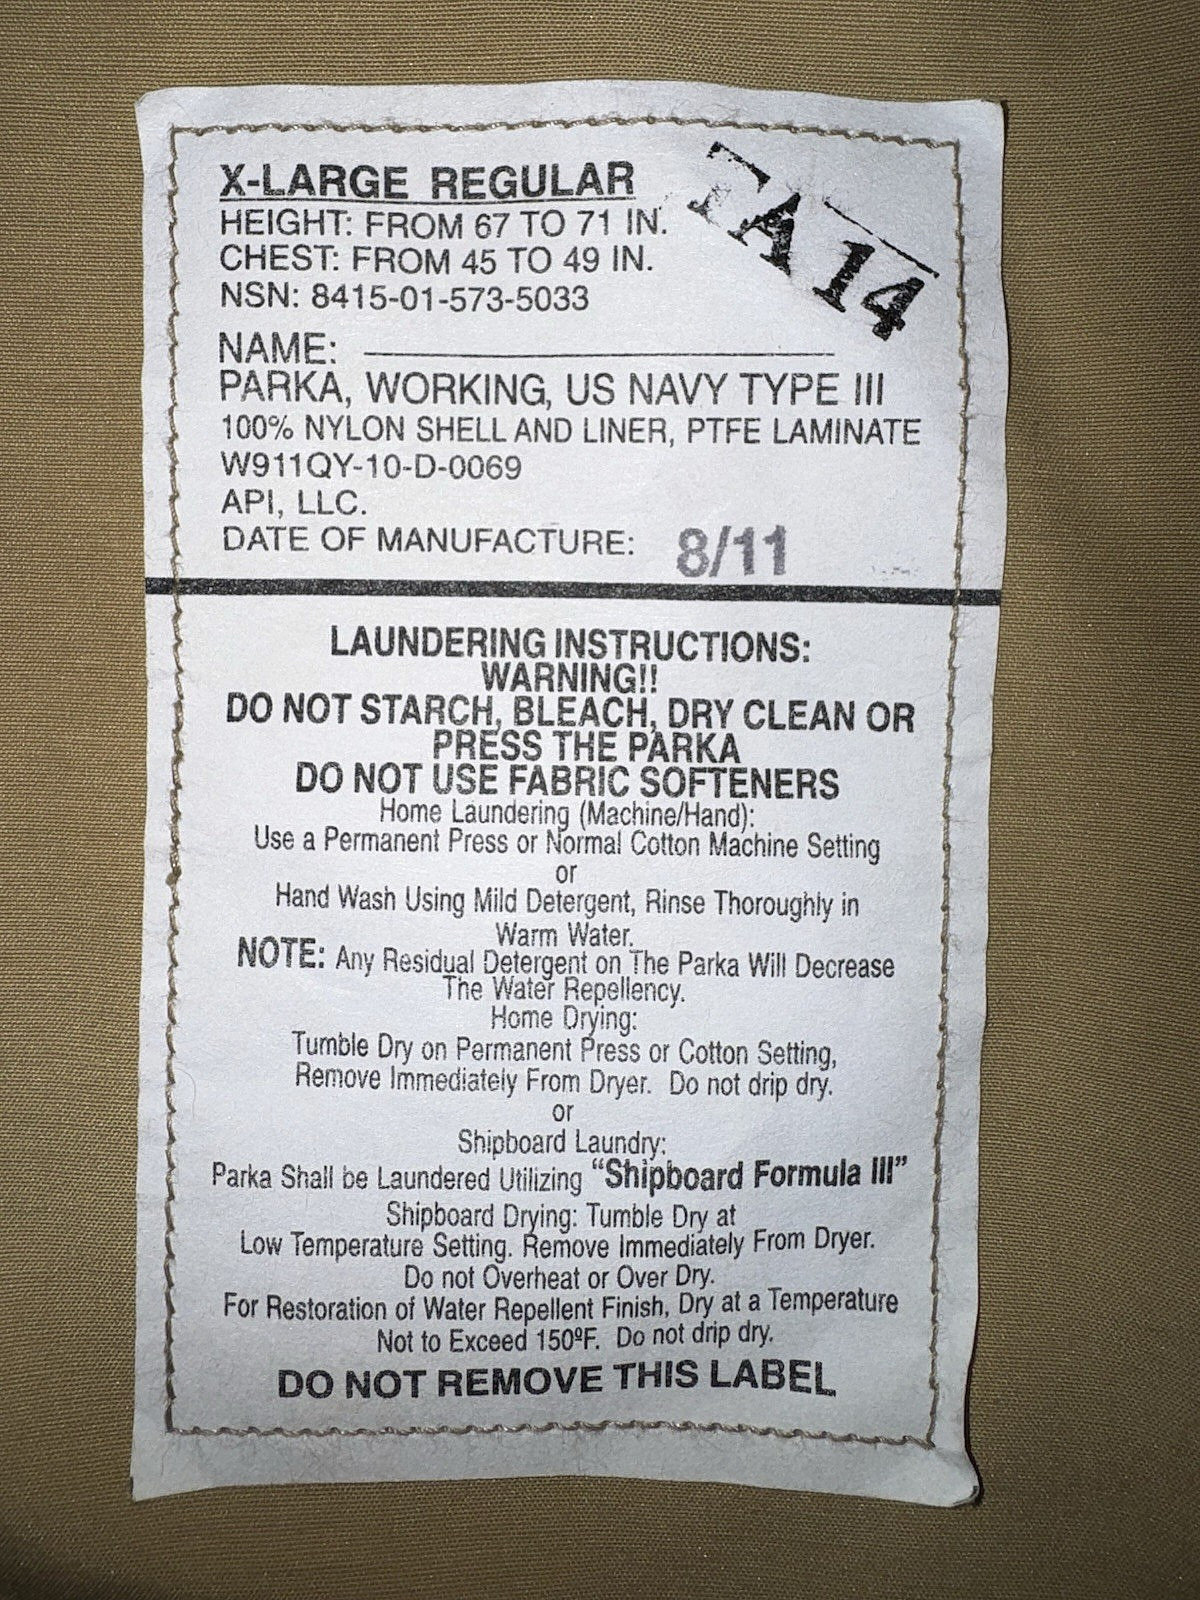 X-LARGE REGULAR
HEIGHT: FROM 67 TO 71 IN.
CHEST: FROM 45 TO 49 IN.
NSN: 8415-01-573-5033
A 14
NAME:
PARKA, WORKING, US NAVY TYPE III
100% NYLON SHELL AND LINER, PTFE LAMINATE
W911QY-10-D-0069
API, LLC.
DATE OF MANUFACTURE: 8/11
LAUNDERING INSTRUCTIONS:
WARNING!!
DO NOT STARCH, BLEACH, DRY CLEAN OR
PRESS THE PARKA
DO NOT USE FABRIC SOFTENERS
Home Laundering (Machine/Hand):
Use a Permanent Press or Normal Cotton Machine Setting
or
Hand Wash Using Mild Detergent, Rinse Thoroughly in
Warm Water.
NOTE: Any Residual Detergent on The Parka Will Decrease
The Water Repellency.
Home Drying:
Tumble Dry on Permanent Press or Cotton Setting,
Remove Immediately From Dryer. Do not drip dry.
or
Shipboard Laundry:
Parka Shall be Laundered Utilizing “Shipboard Formula III”
Shipboard Drying: Tumble Dry at
Low Temperature Setting. Remove Immediately From Dryer.
Do not Overheat or Over Dry.
For Restoration of Water Repellent Finish, Dry at a Temperature
Not to Exceed 150ºF. Do not drip dry.
DO NOT REMOVE THIS LABEL